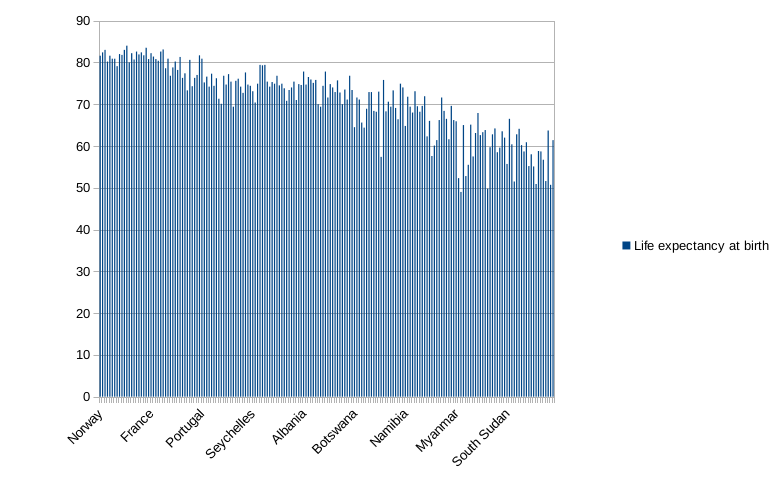 90
80
70
60
50
40
30
20
10
0
Norway
France
Portugal
Seychelles
Albania
Botswana
Namibia
Myanmar
South Sudan
Life expectancy at birth